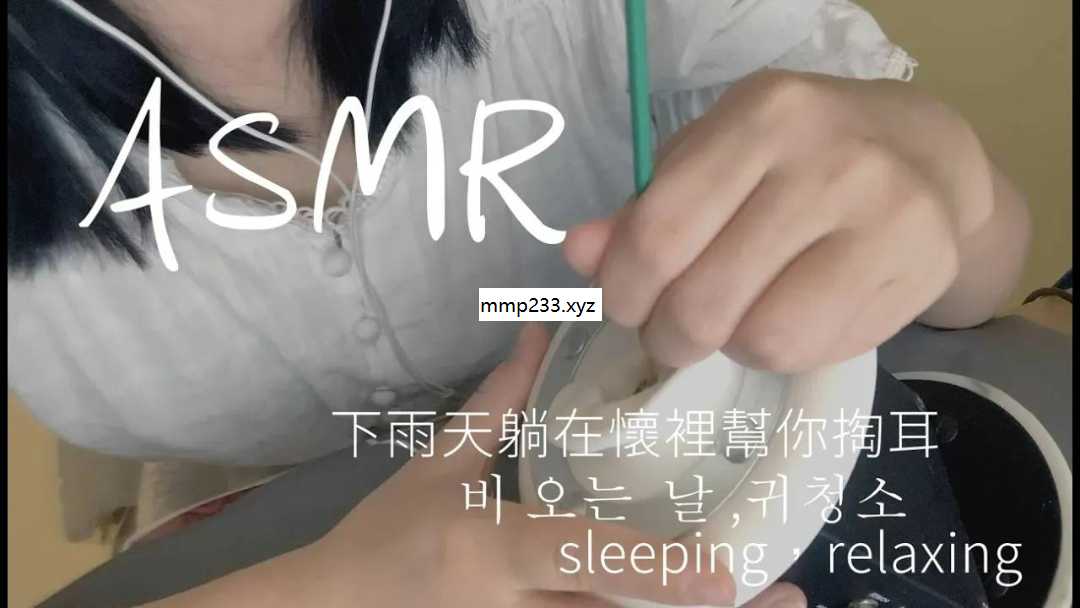 ASMR
mmp233.xyz
下雨天躺在懷裡幫你掏耳
비 오는 날 ,귀청소
sleeping，relaxing